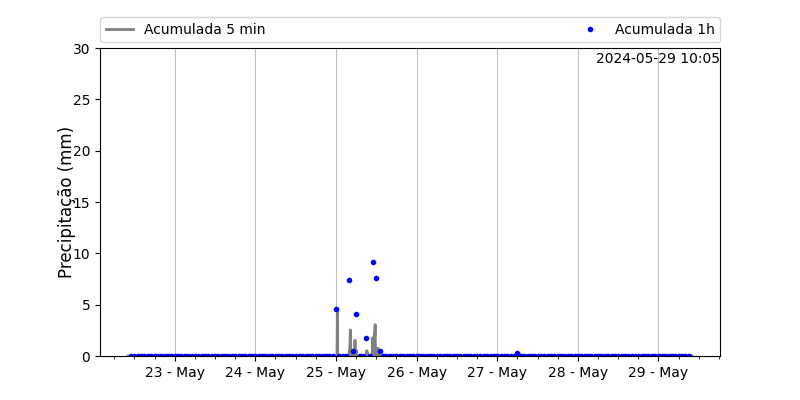 Acumulada 5 min
Acumulada 1h
2024-05-29 10:05
Precipitação (mm)
30
25
20
15
10
5
0
23 - May
24 - May
25 - May
26 - May
27 - May
28 - May
29 - May